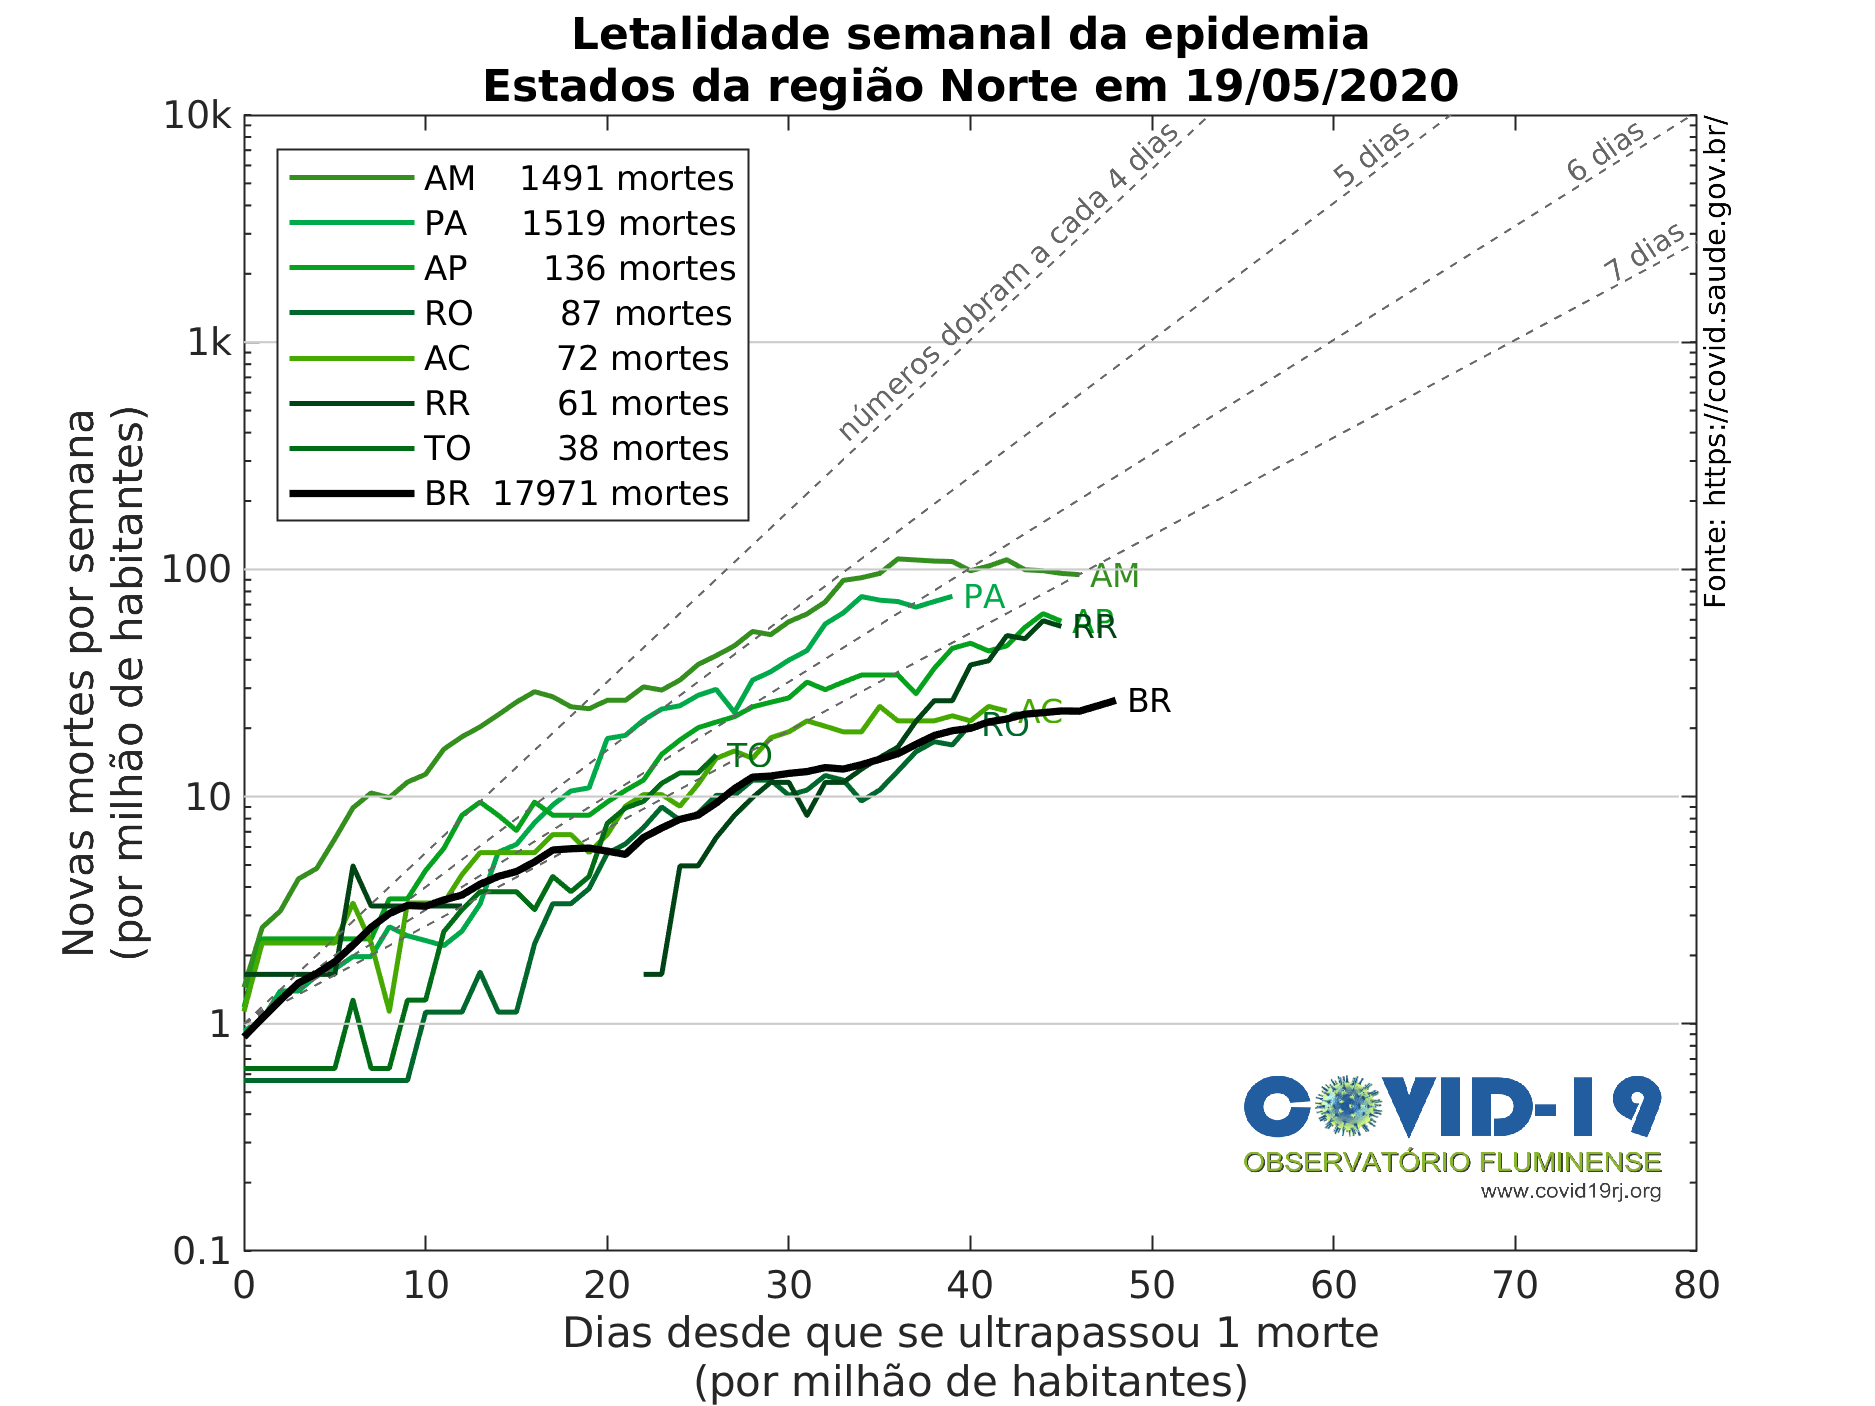 Letalidade semanal da epidemia
Estados da região Norte em 19/05/2020
10k
1k
100
10
1
0.1
Novas mortes por semana
(por milhão de habitantes)
AM 1491 mortes
PA 1519 mortes
AP 136 mortes
RO 87 mortes
AC 72 mortes
RR 61 mortes
TO 38 mortes
BR 17971 mortes
números dobram a cada 4 dias
5 dias
6 dias
7 dias
Fonte: https://covid.saude.gov.br/
AM
PA
AP
RR
BR
AC
RO
TO
COVID-19
OBSERVATÓRIO FLUMINENSE
www.covid19rj.org
0 10 20 30 40 50 60 70 80
Dias desde que se ultrapassou 1 morte
(por milhão de habitantes)